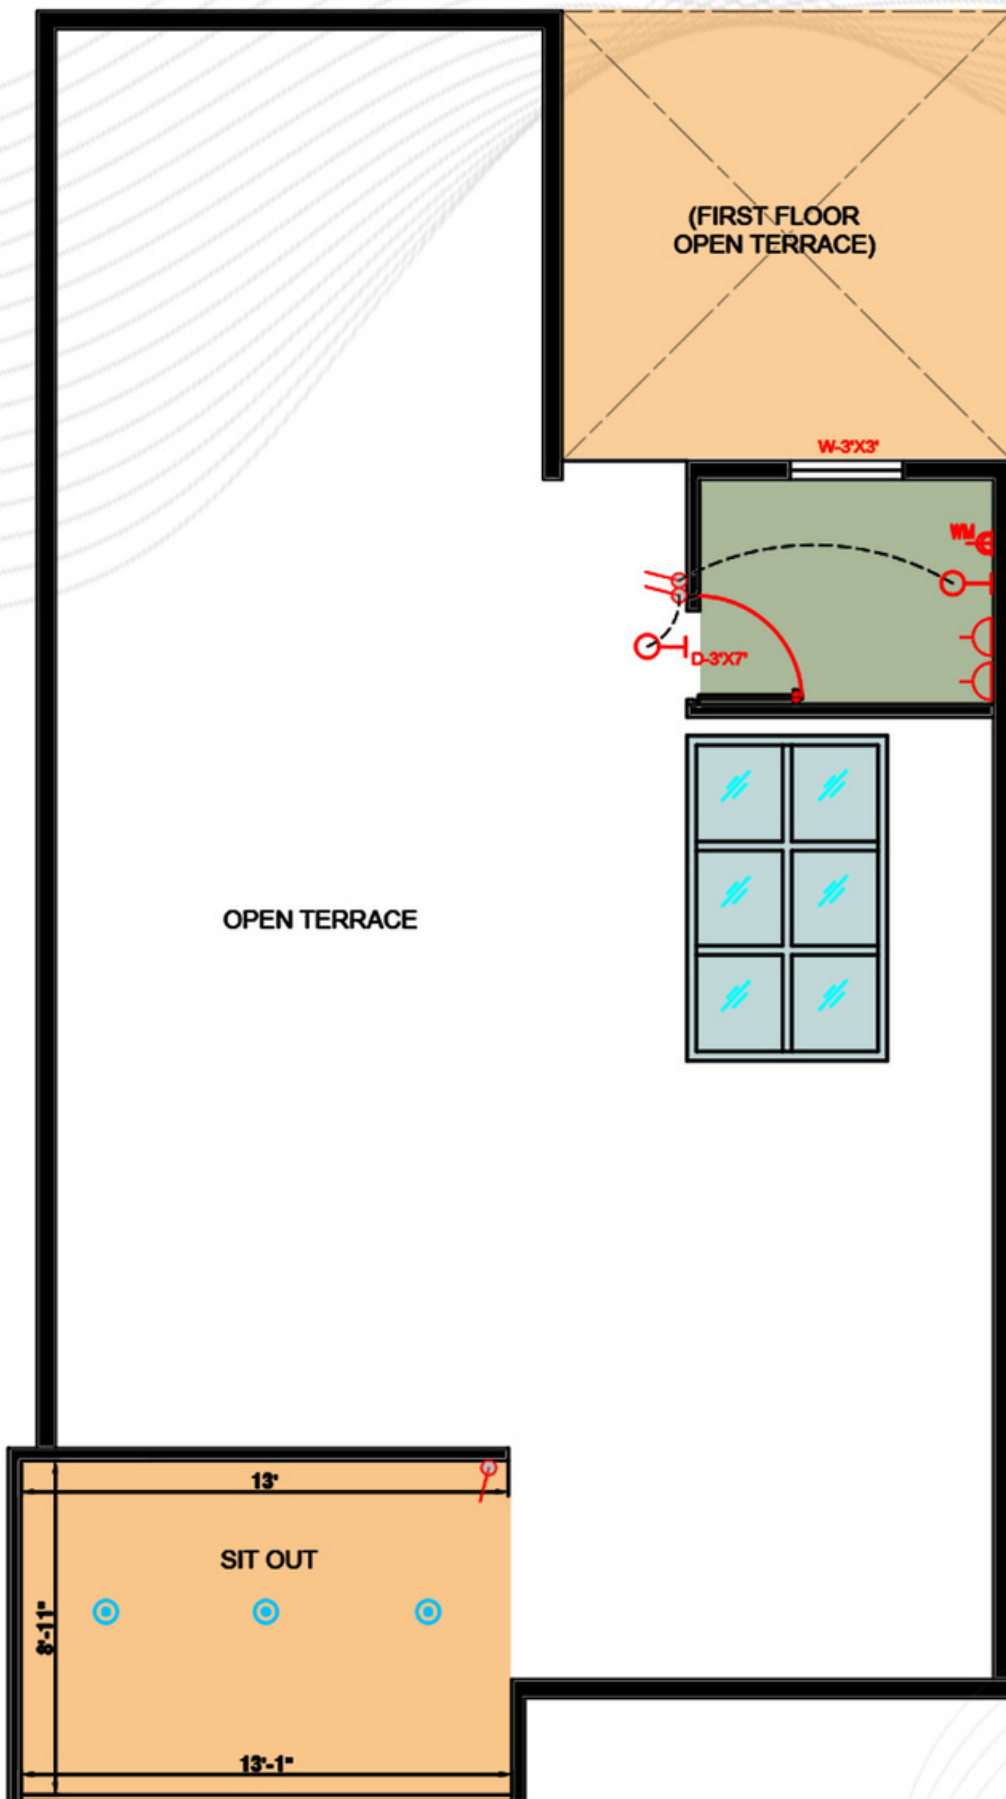 (FIRST FLOOR
OPEN TERRACE)
W-3'X3'
WM
D-3'X7'
OPEN TERRACE
13'
SIT OUT
8'-11"
13'-1"